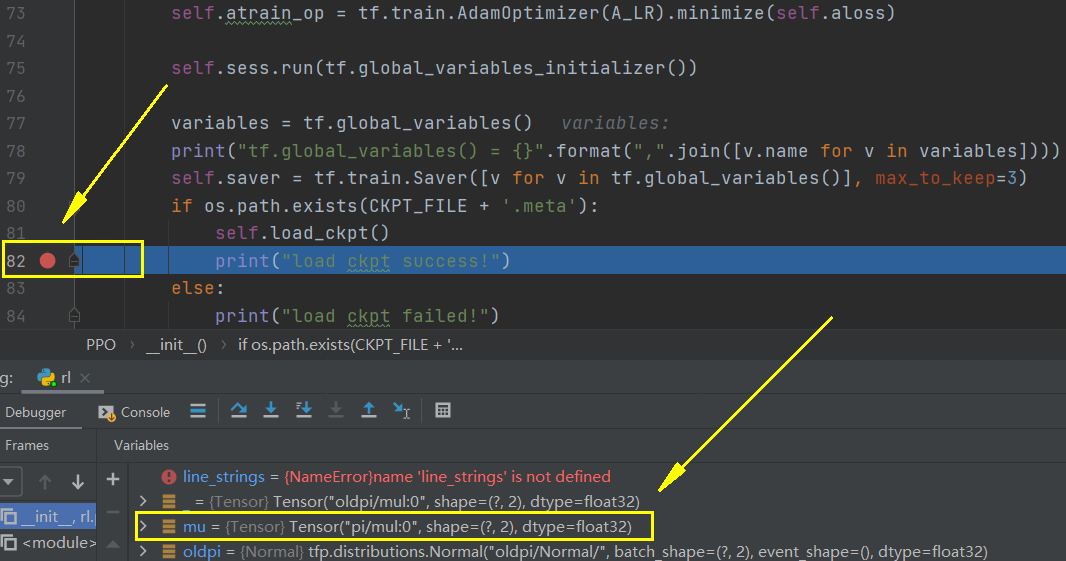 73 self.atrain_op = tf.train.AdamOptimizer(A_LR).minimize(self.aloss)
74
75 self.sess.run(tf.global_variables_initializer())
76
77 variables = tf.global_variables() variables:
78 print("tf.global_variables() = {}".format(",".join([v.name for v in variables])))
79 self.saver = tf.train.Saver([v for v in tf.global_variables()], max_to_keep=3)
80 if os.path.exists(CKPT_FILE + '.meta'):
81 self.load_ckpt()
82 print("load ckpt success!")
83 else:
84 print("load ckpt failed!")
PPO › __init__() › if os.path.exists(CKPT_FILE + '...
g: rl ×
Debugger Console
Frames Variables
line_strings = {NameError}name 'line_strings' is not defined
_ = {Tensor} Tensor("oldpi/mul:0", shape=(?, 2), dtype=float32)
__init__, rl. mu = {Tensor} Tensor("pi/mul:0", shape=(?, 2), dtype=float32)
<module> oldpi = {Normal} tfp.distributions.Normal("oldpi/Normal/", batch_shape=(?, 2), event_shape=(), dtype=float32)